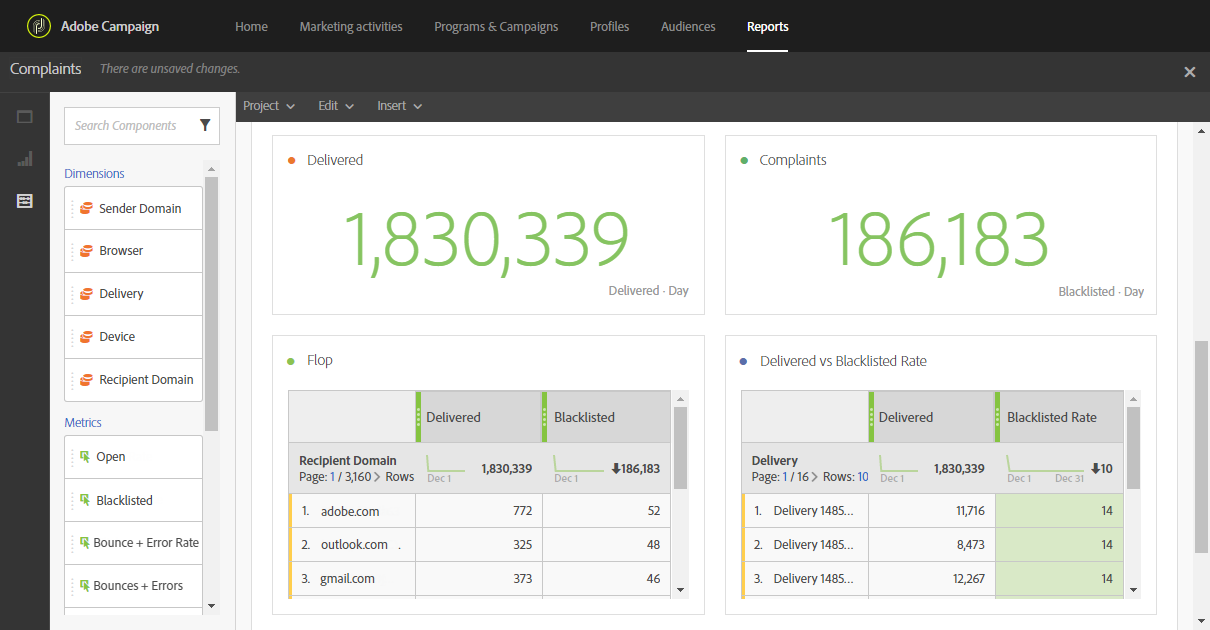 Adobe Campaign
Home
Marketing activities
Programs & Campaigns
Profiles
Audiences
Reports
Complaints
There are unsaved changes.
Project
Edit
Insert
Search Components
Dimensions
Sender Domain
Browser
Delivery
Device
Recipient Domain
Metrics
Open
Blacklisted
Bounce + Error Rate
Bounces + Errors
Delivered
1,830,339
Delivered · Day
Complaints
186,183
Blacklisted · Day
Flop
Delivered
Blacklisted
Recipient Domain
Page: 1 / 3,160 > Rows
Dec 1
1,830,339
Dec 1
186,183
1. adobe.com 772 52
2. outlook.com . 325 48
3. gmail.com 373 46
Delivered vs Blacklisted Rate
Delivered
Blacklisted Rate
Delivery
Page: 1 / 16 > Rows: 10
Dec 1
1,830,339
Dec 1
Dec 31
10
1. Delivery 1485... 11,716 14
2. Delivery 1485... 8,473 14
3. Delivery 1485... 12,267 14